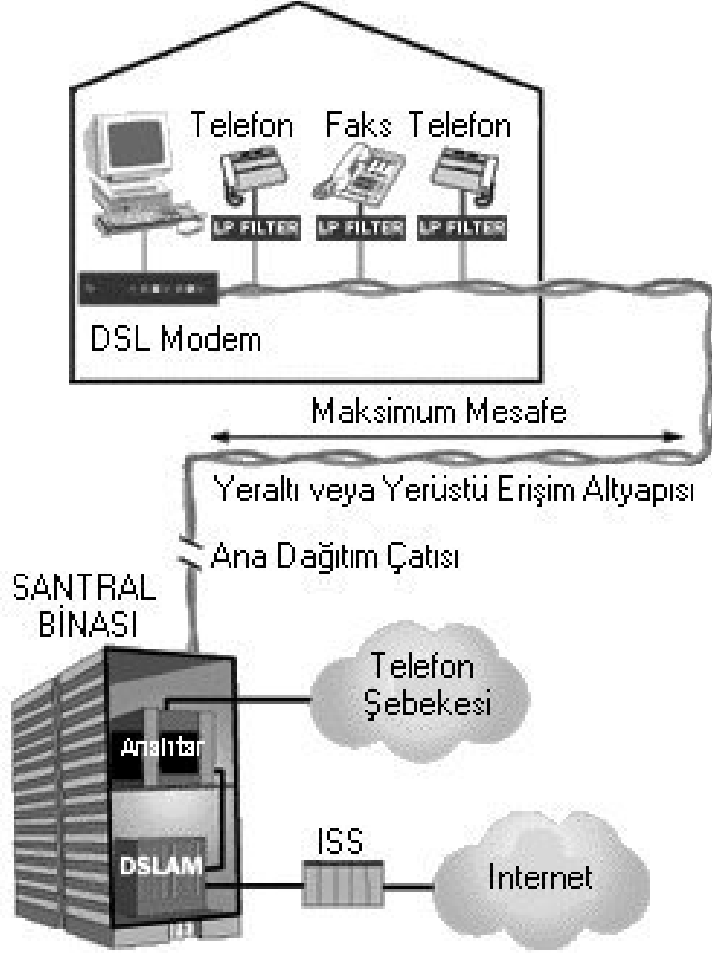 Telefon Faks Telefon
LP FILTER LP FILTER LP FILTER
DSL Modem
Maksimum Mesafe
Yeraltı veya Yerüstü Erişim Altyapısı
Ana Dağıtım Çatısı
SANTRAL
BİNASI
Telefon
Şebekesi
Anahtar
ISS
DSLAM
Internet